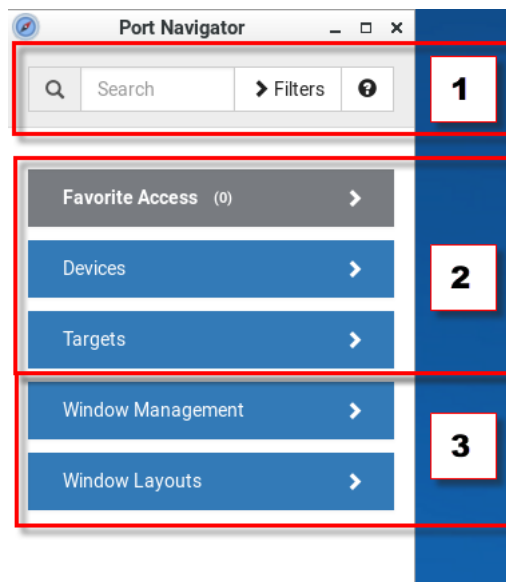 Port Navigator
Search
Filters
1
Favorite Access (0)
Devices
2
Targets
Window Management
3
Window Layouts